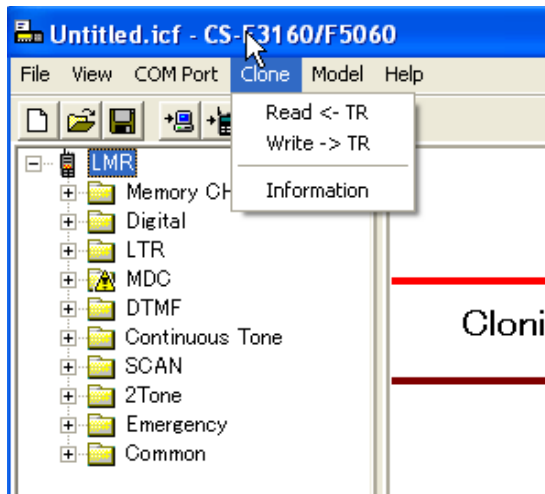 Untitled.icf - CS-F3160/F5060
File View COM Port Clone Model Help
Read <- TR
Write -> TR
Information
LMR
Memory CH
Digital
LTR
MDC
DTMF
Continuous Tone
SCAN
2Tone
Emergency
Common
Cloni